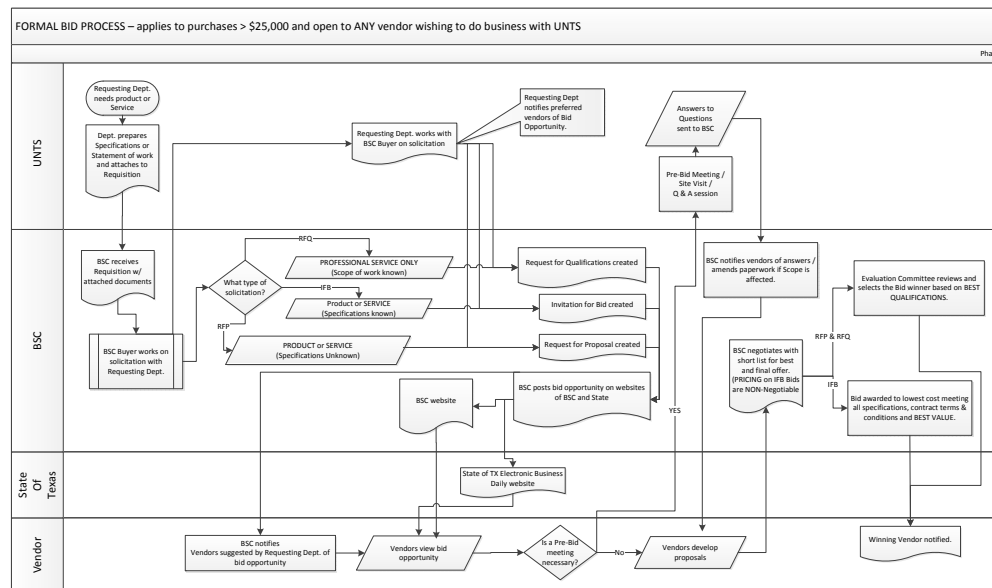 FORMAL BID PROCESS – applies to purchases > $25,000 and open to ANY vendor wishing to do business with UNTS
Pha
UNTS
Requesting Dept.
needs product or
Service
Dept. prepares
Specifications or
Statement of work
and attaches to
Requisition
Requesting Dept. works with
BSC Buyer on solicitation
Requesting Dept
notifies preferred
vendors of Bid
Opportunity.
Answers to
Questions
sent to BSC
Pre-Bid Meeting /
Site Visit /
Q & A session
BSC
BSC receives
Requisition w/
attached documents
BSC Buyer works on
solicitation with
Requesting Dept.
What type of
solicitation?
RFQ
IFB
RFP
PROFESSIONAL SERVICE ONLY
(Scope of work known)
Product or SERVICE
(Specifications known)
PRODUCT or SERVICE
(Specifications Unknown)
Request for Qualifications created
Invitation for Bid created
Request for Proposal created
BSC posts bid opportunity on websites
of BSC and State
BSC website
YES
BSC notifies vendors of answers /
amends paperwork if Scope is
affected.
BSC negotiates with
short list for best
and final offer.
(PRICING on IFB Bids
are NON-Negotiable
RFP & RFQ
IFB
Evaluation Committee reviews and
selects the Bid winner based on BEST
QUALIFICATIONS.
Bid awarded to lowest cost meeting
all specifications, contract terms &
conditions and BEST VALUE.
State
Of
Texas
State of TX Electronic Business
Daily website
Vendor
BSC notifies
Vendors suggested by Requesting Dept. of
bid opportunity
Vendors view bid
opportunity
Is a Pre-Bid
meeting
necessary?
No
Vendors develop
proposals
Winning Vendor notified.